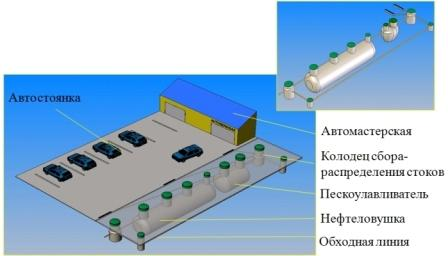 Автостоянка
Автомастерская
Колодец сбора-
распределения стоков
Пескоулавливатель
Нефтеловушка
Обходная линия